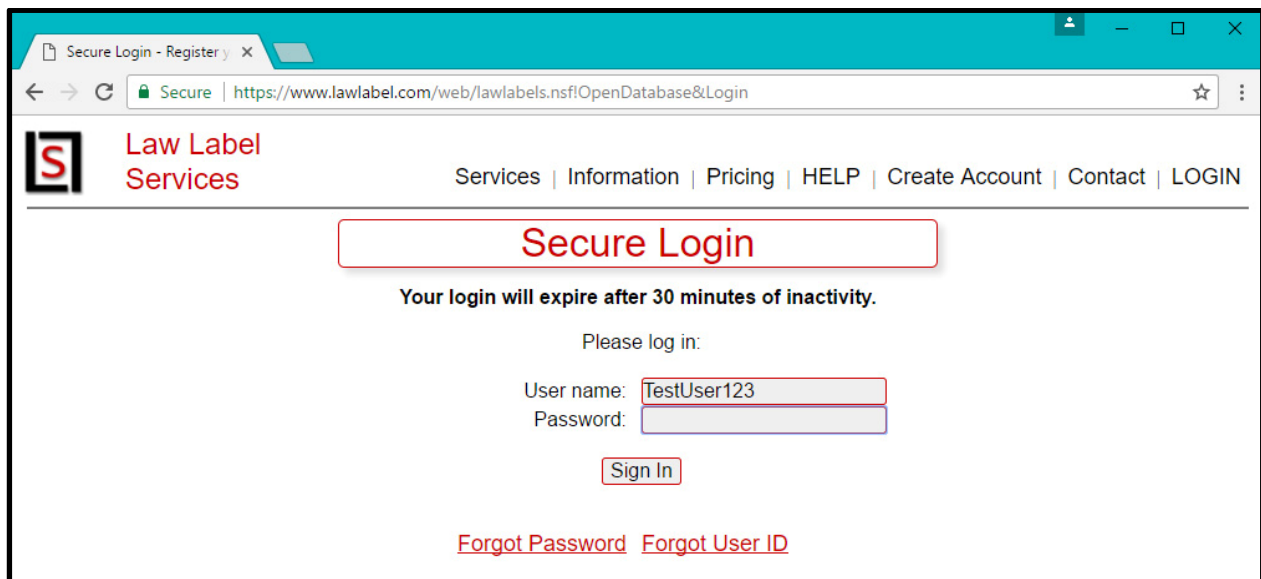 Secure Login - Register y
Secure | https://www.lawlabel.com/web/lawlabels.nsf!OpenDatabase&Login
LS
Law Label
Services
Services | Information | Pricing | HELP | Create Account | Contact | LOGIN
Secure Login
Your login will expire after 30 minutes of inactivity.
Please log in:
User name: TestUser123
Password:
Sign In
Forgot Password Forgot User ID